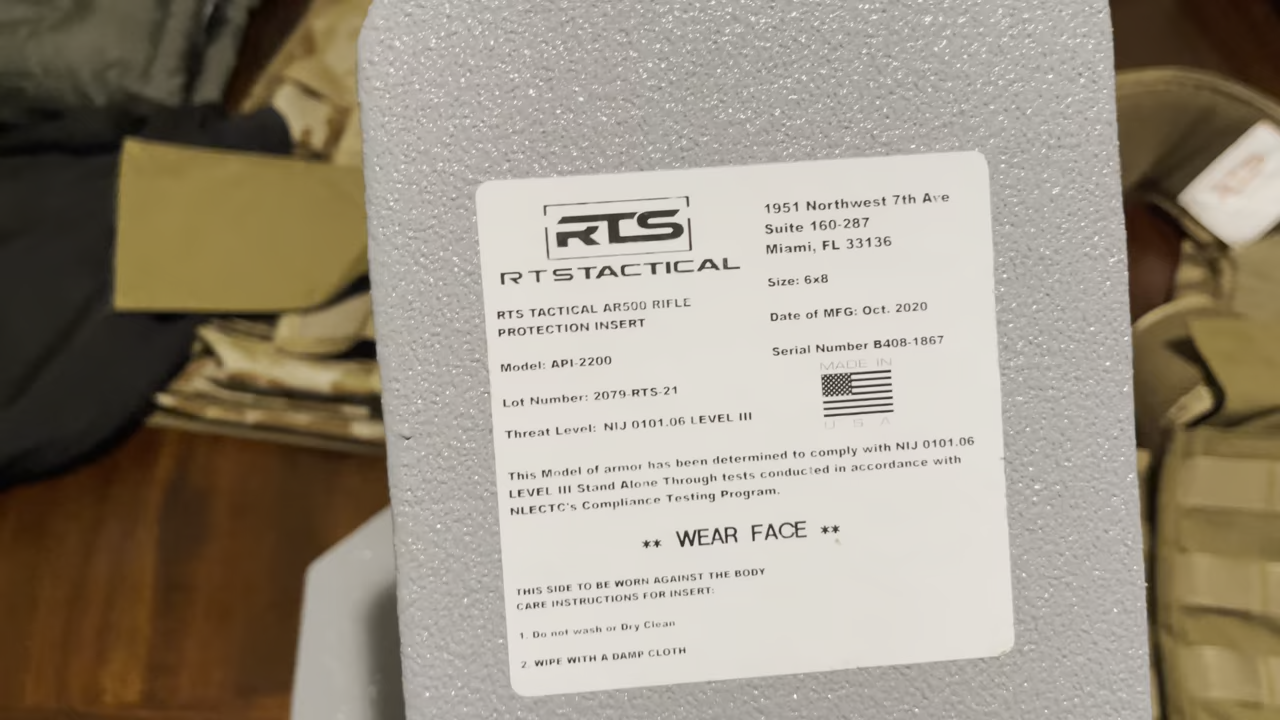 RTS
RTSTACTICAL
RTS TACTICAL AR500 RIFLE
PROTECTION INSERT
Model: API-2200
Lot Number: 2079-RTS-21
Threat Level: NIJ 0101.06 LEVEL III
1951 Northwest 7th Ave
Suite 160-287
Miami, FL 33136
Size: 6x8
Date of MFG: Oct. 2020
Serial Number B408-1867
MADE IN
USA
This Model of armor has been determined to comply with NIJ 0101.06
LEVEL III Stand Alone Through tests conducted in accordance with
NLECTC's Compliance Testing Program.
** WEAR FACE **
THIS SIDE TO BE WORN AGAINST THE BODY
CARE INSTRUCTIONS FOR INSERT:
1. Do not wash or Dry Clean
2. WIPE WITH A DAMP CLOTH